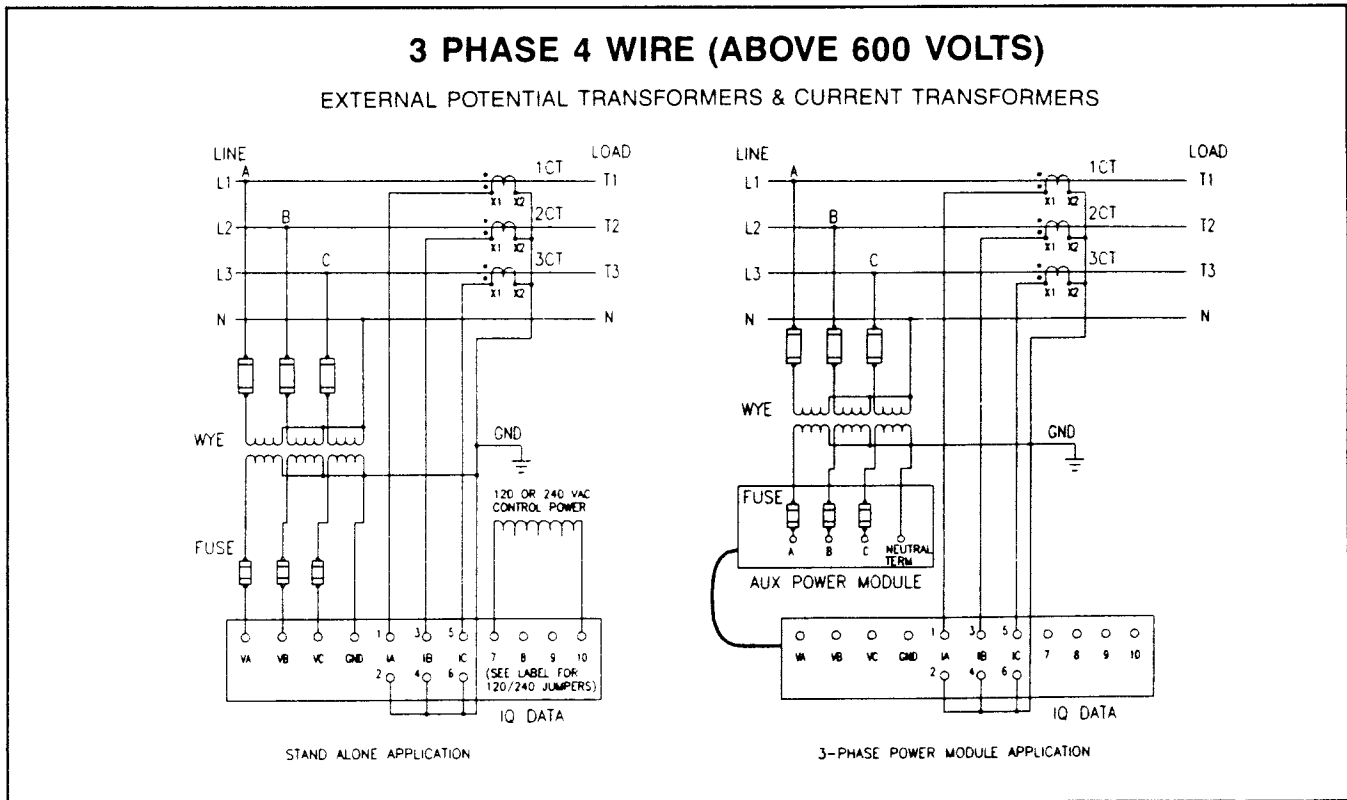 3 PHASE 4 WIRE (ABOVE 600 VOLTS)
EXTERNAL POTENTIAL TRANSFORMERS & CURRENT TRANSFORMERS
LINE
LOAD
A
1CT
L1
T1
X1 X2
B
2CT
L2
T2
X1 X2
C
3CT
L3
T3
X1 X2
N
N
WYE
GND
120 OR 240 VAC
CONTROL POWER
FUSE
1 3 5
VA VB VC GND IA IB IC 7 8 9 10
2 4 6
(SEE LABEL FOR
120/240 JUMPERS)
IQ DATA
STAND ALONE APPLICATION
LINE
LOAD
A
1CT
L1
T1
X1 X2
B
2CT
L2
T2
X1 X2
C
3CT
L3
T3
X1 X2
N
N
WYE
GND
FUSE
A B C NEUTRAL
TERM
AUX POWER MODULE
1 3 5
VA VB VC GND IA IB IC 7 8 9 10
2 4 6
IQ DATA
3-PHASE POWER MODULE APPLICATION